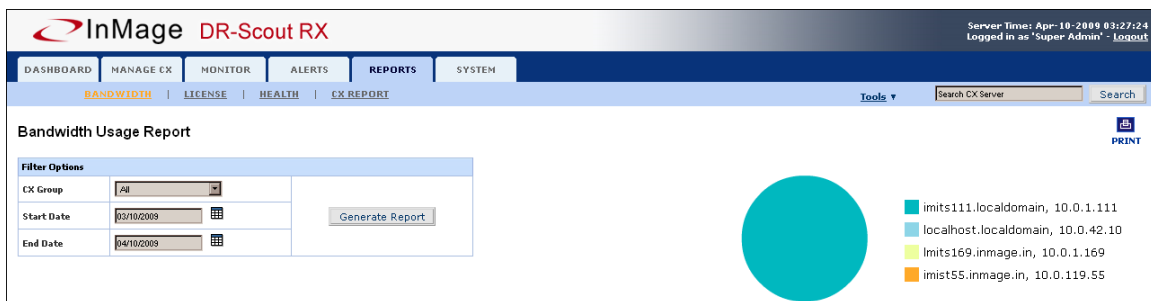 InMage DR-Scout RX
Server Time: Apr-10-2009 03:27:24
Logged in as 'Super Admin' - Logout
DASHBOARD MANAGE CX MONITOR ALERTS REPORTS SYSTEM
BANDWIDTH | LICENSE | HEALTH | CX REPORT
Tools
Search CX Server
Search
Bandwidth Usage Report
PRINT
Filter Options
CX Group All
Start Date 03/10/2009
End Date 04/10/2009
Generate Report
imits111.localdomain, 10.0.1.111
localhost.localdomain, 10.0.42.10
lmits169.inmage.in, 10.0.1.169
imist55.inmage.in, 10.0.119.55